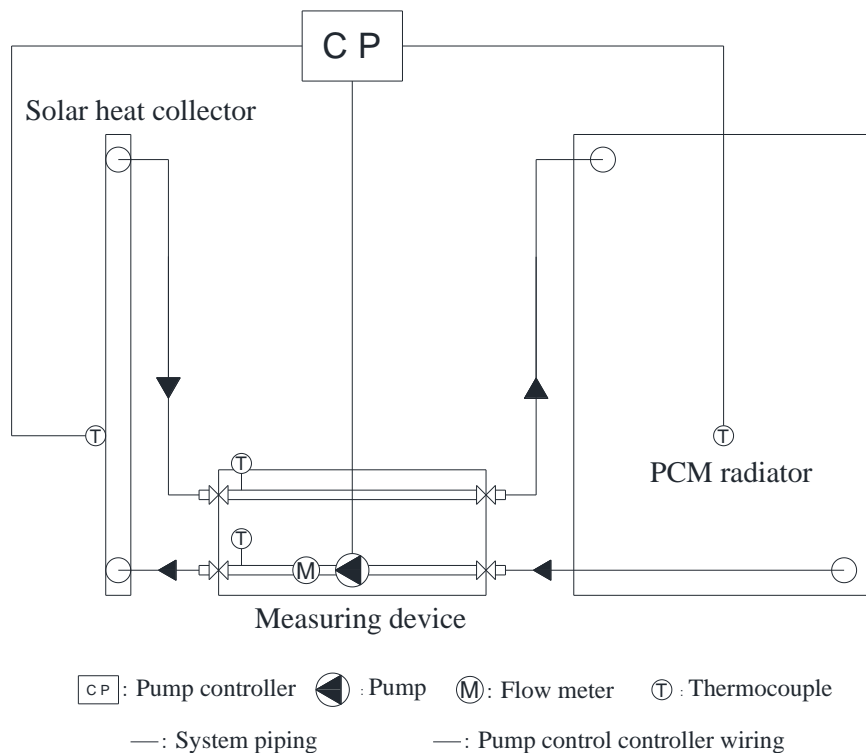 C P
Solar heat collector
T
T
PCM radiator
T
T
M
Measuring device
C P : Pump controller : Pump M : Flow meter T : Thermocouple
: System piping : Pump control controller wiring